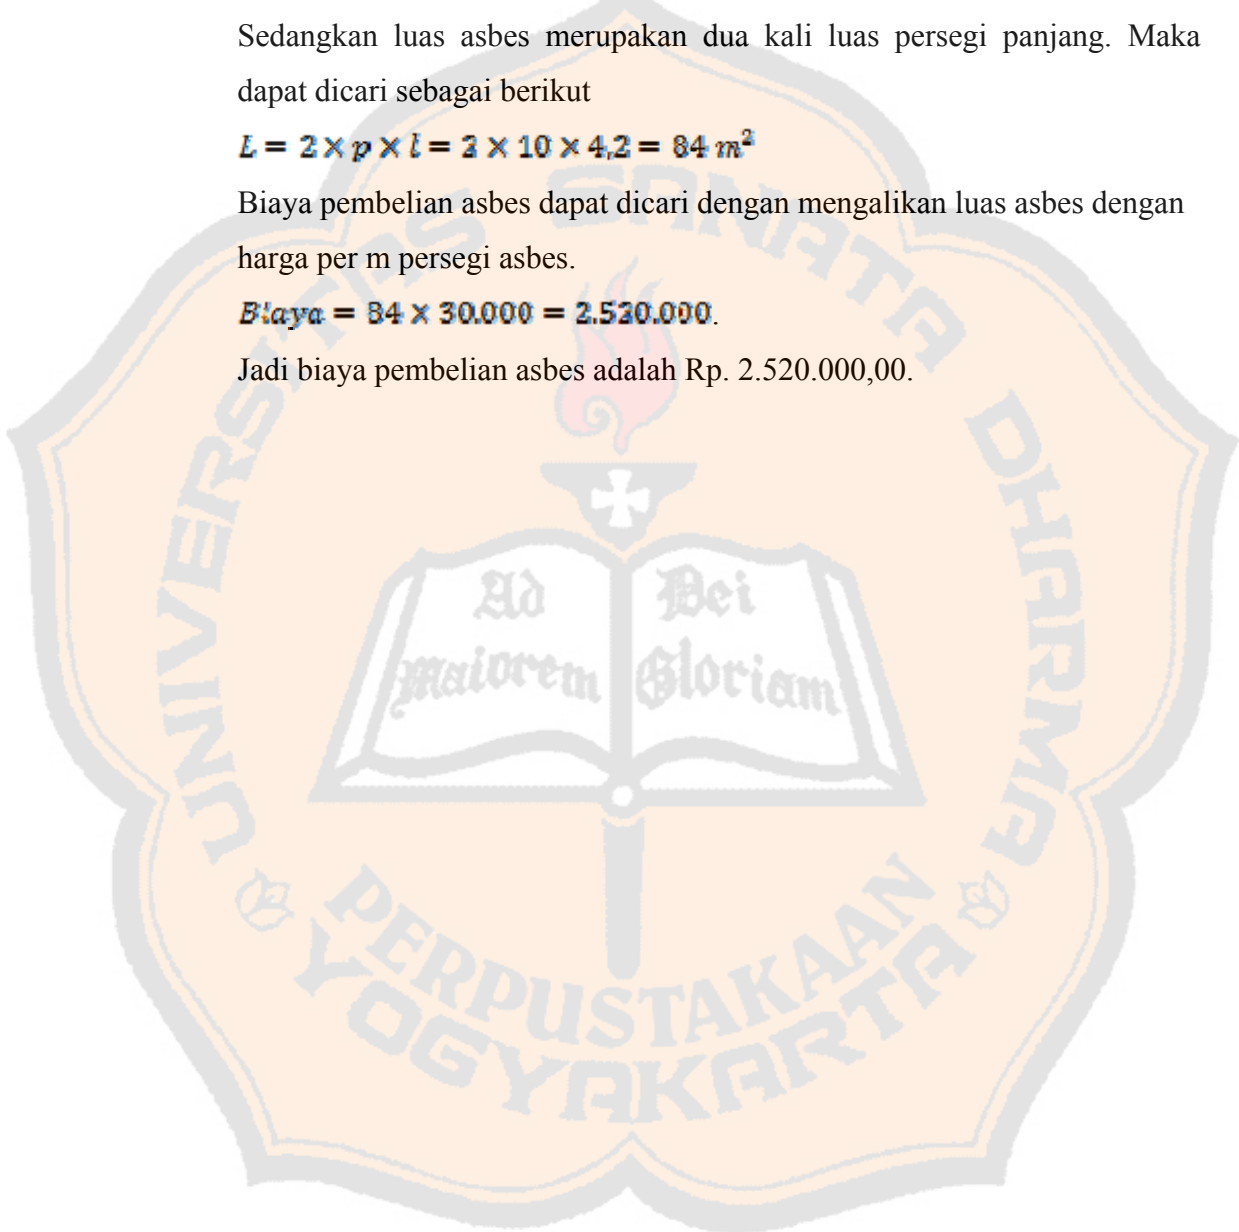 Sedangkan luas asbes merupakan dua kali luas persegi panjang. Maka
dapat dicari sebagai berikut
L = 2 × p × l = 2 × 10 × 4,2 = 84 m²
Biaya pembelian asbes dapat dicari dengan mengalikan luas asbes dengan
harga per m persegi asbes.
Biaya = 84 × 30.000 = 2.520.000.
Jadi biaya pembelian asbes adalah Rp. 2.520.000,00.
UNIVERSITAS SANATA DHARMA
Ad Dei
maiorem Gloriam
PERPUSTAKAAN
YOGYAKARTA